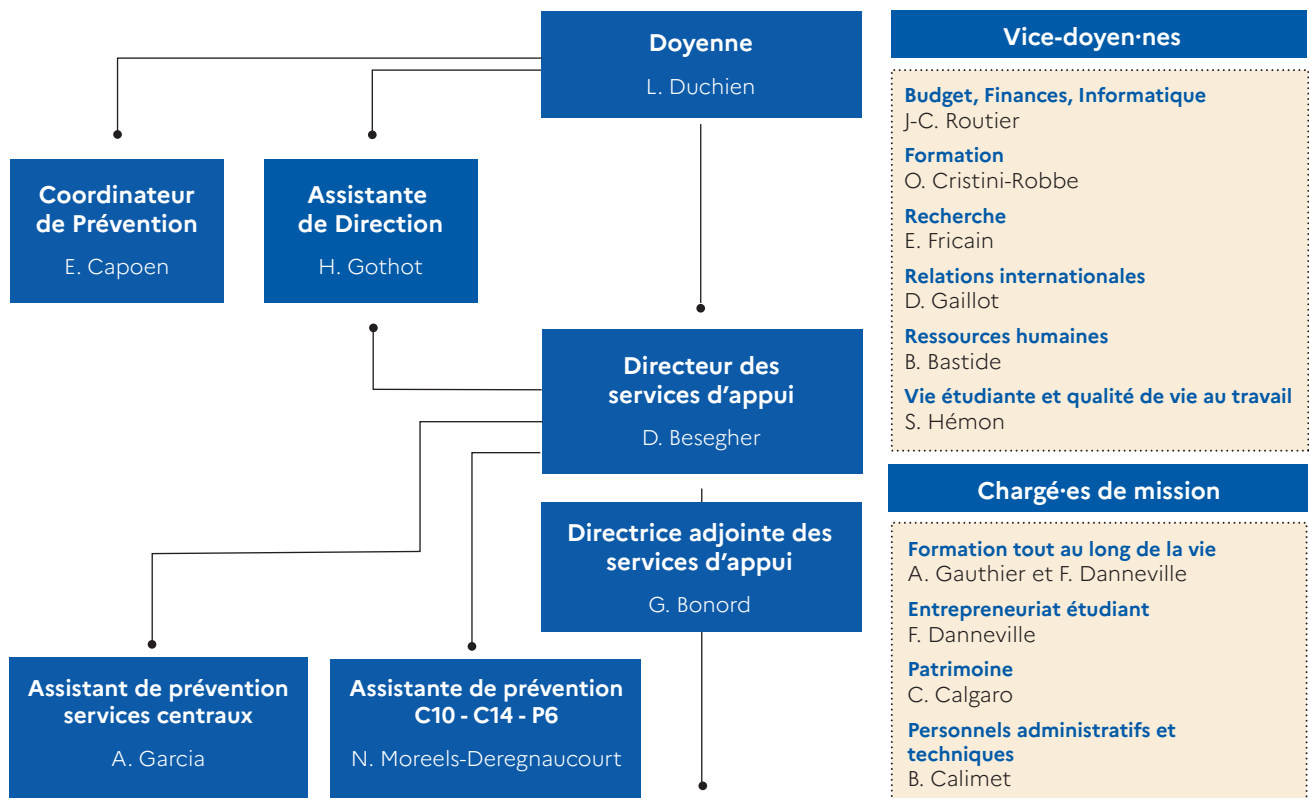 Doyenne
L. Duchien
Coordinateur
de Prévention
E. Capoen
Assistante
de Direction
H. Gothot
Directeur des
services d'appui
D. Besegher
Directrice adjointe des
services d'appui
G. Bonord
Assistant de prévention
services centraux
A. Garcia
Assistante de prévention
C10 - C14 - P6
N. Moreels-Deregnaucourt
Vice-doyen·nes
Budget, Finances, Informatique
J-C. Routier
Formation
O. Cristini-Robbe
Recherche
E. Fricain
Relations internationales
D. Gaillot
Ressources humaines
B. Bastide
Vie étudiante et qualité de vie au travail
S. Hémon
Chargé·es de mission
Formation tout au long de la vie
A. Gauthier et F. Danneville
Entrepreneuriat étudiant
F. Danneville
Patrimoine
C. Calgaro
Personnels administratifs et
techniques
B. Calimet